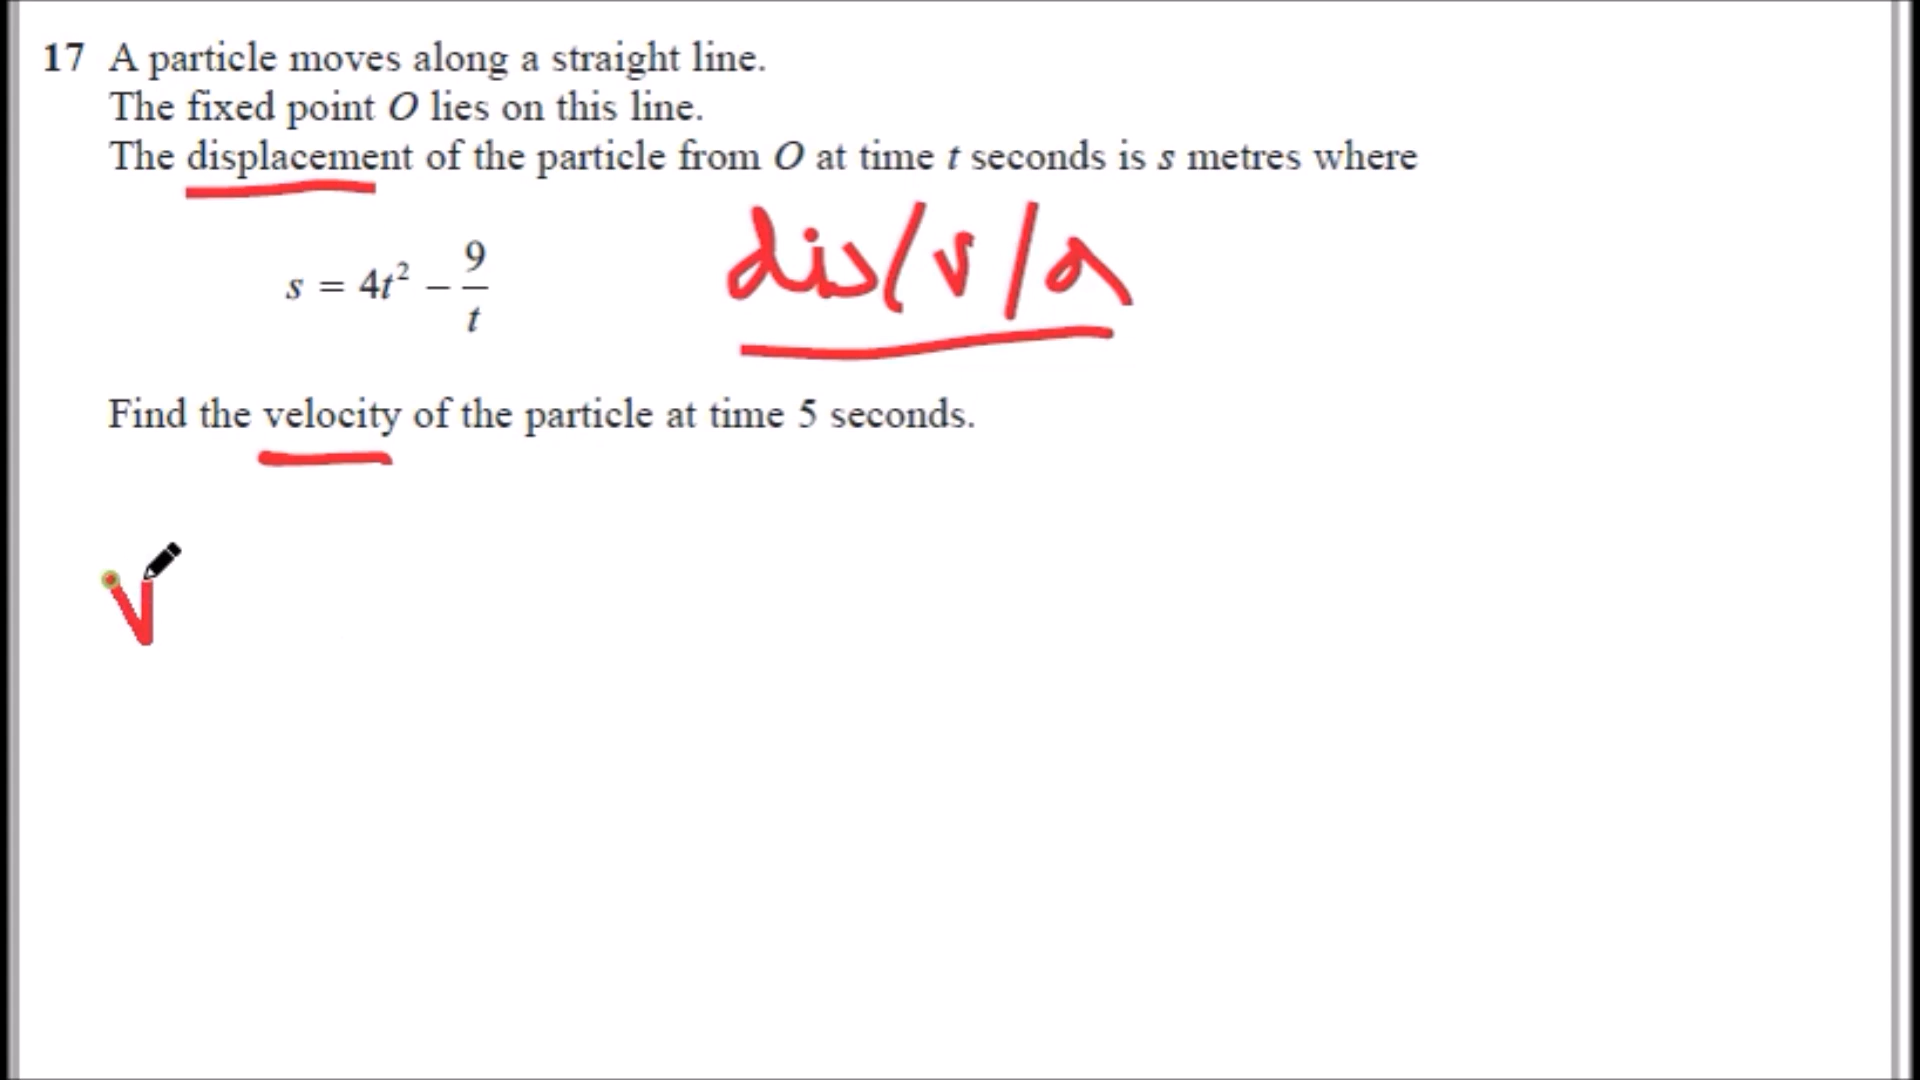 17 A particle moves along a straight line.
The fixed point O lies on this line.
The displacement of the particle from O at time t seconds is s metres where
s = 4t² − 9/t
dis/v/a
Find the velocity of the particle at time 5 seconds.
v